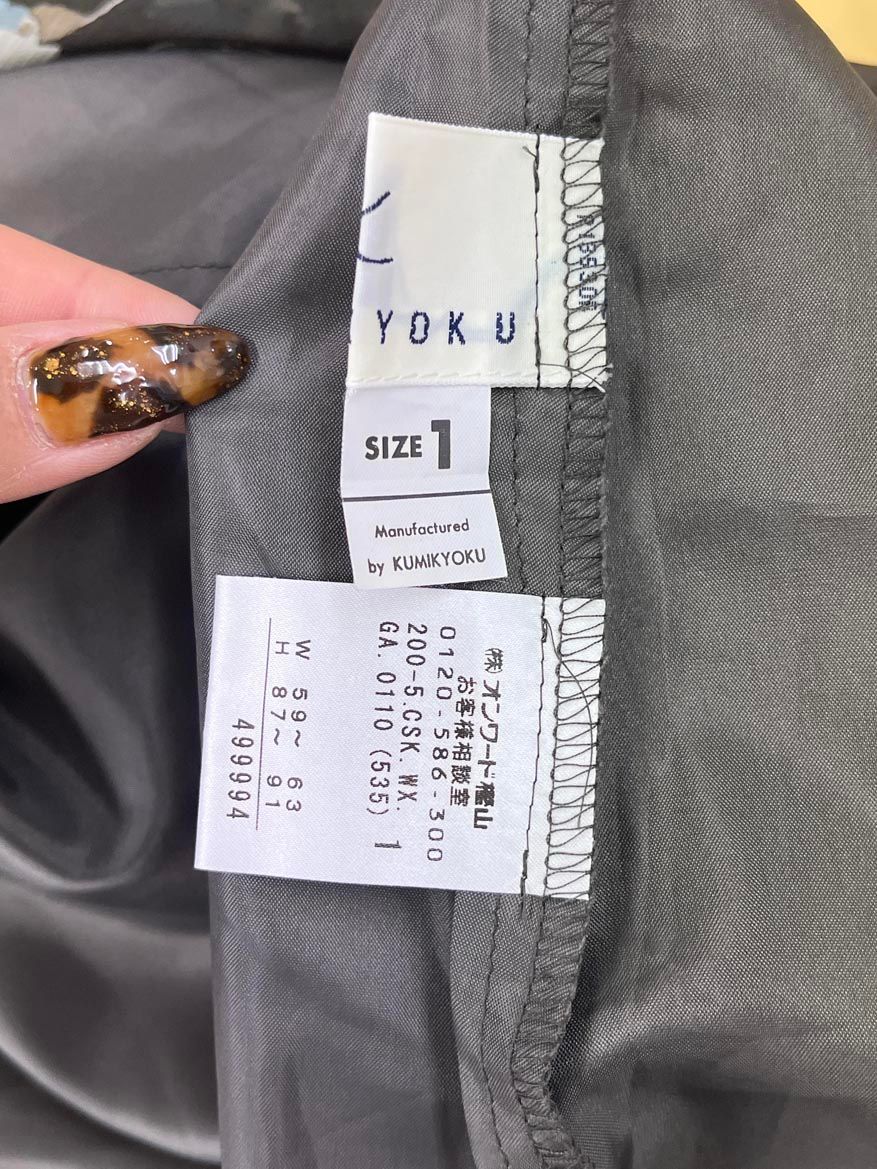 YOKU
SIZE 1
Manufactured
by KUMIKYOKU
㈱オンワード樫山
お客様相談室
0120-586-300
200-5.CSK.WX.
GA.0110 (535) 1
W 59~ 63
H 87~ 91
499994